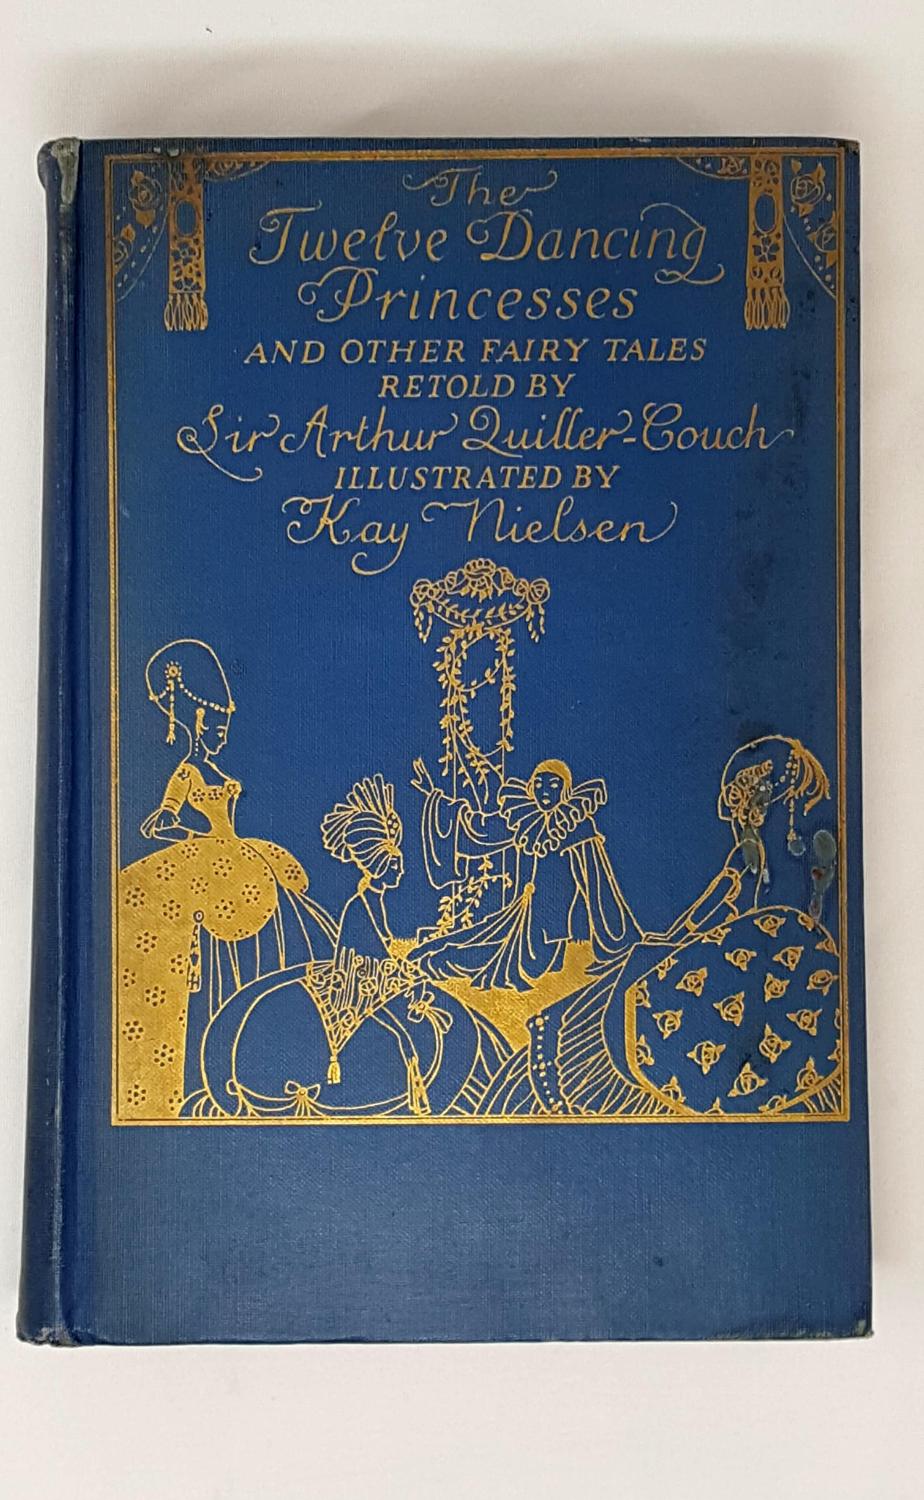 The
Twelve Dancing
Princesses
AND OTHER FAIRY TALES
RETOLD BY
Sir Arthur Quiller-Couch
ILLUSTRATED BY
Kay Nielsen